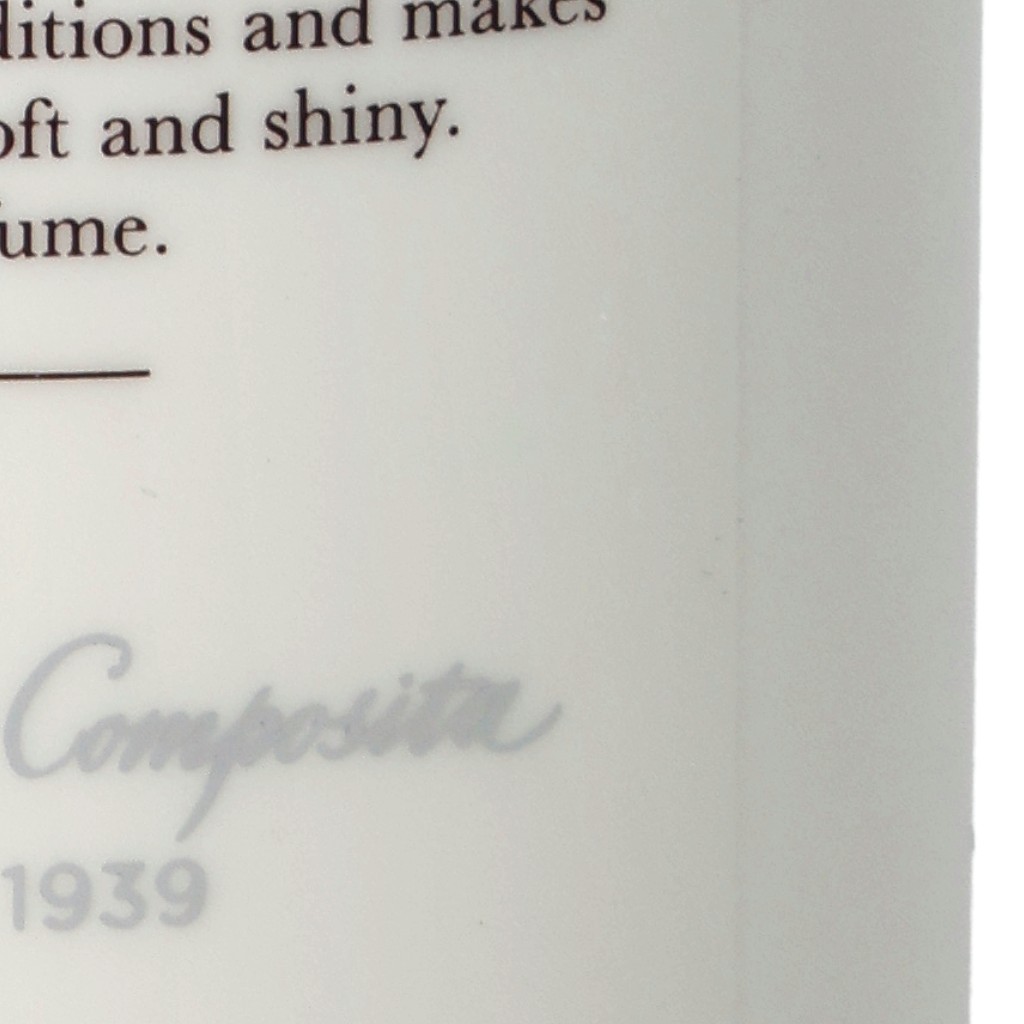 ditions and makes
oft and shiny.
ume.
Composita
1939